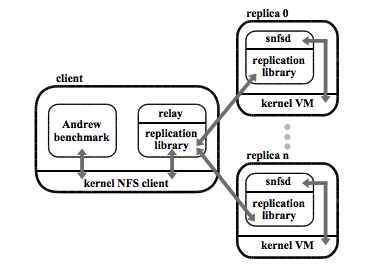 replica 0
snfsd
replication
library
kernel VM
client
Andrew
benchmark
relay
replication
library
kernel NFS client
replica n
snfsd
replication
library
kernel VM